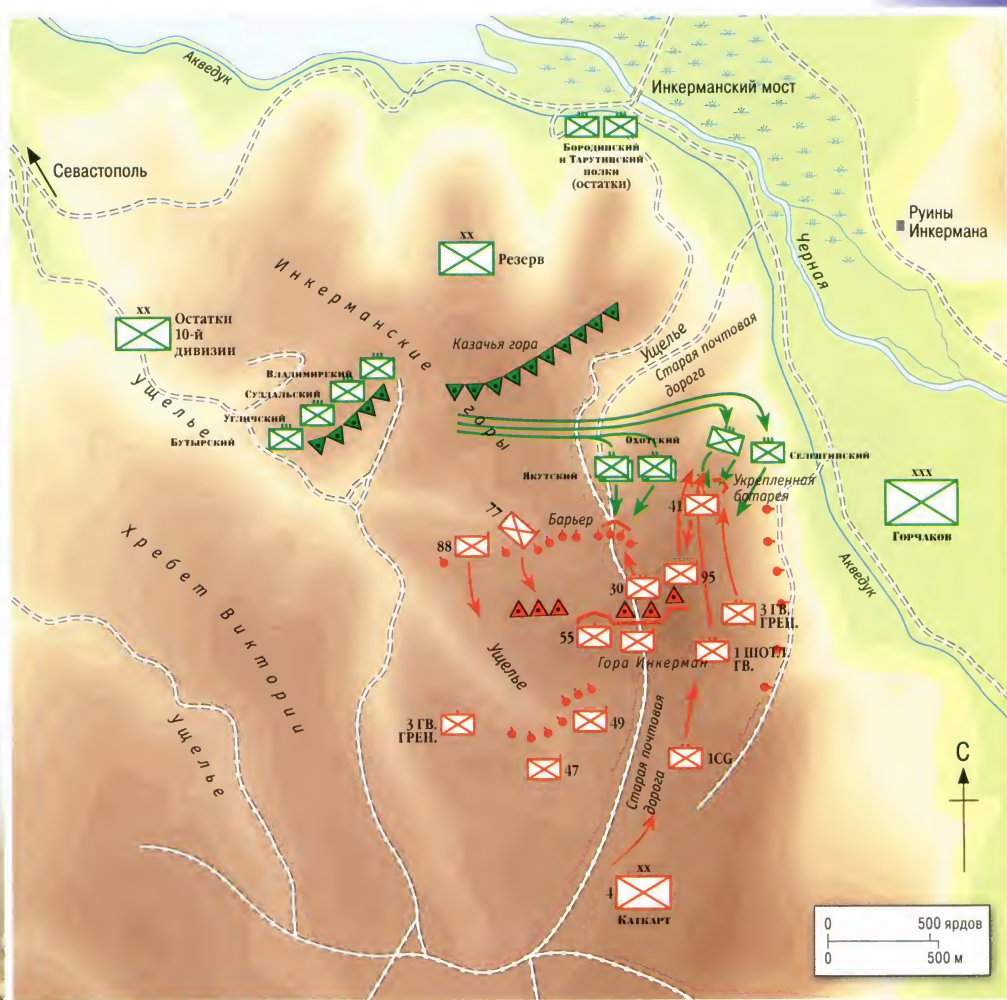 Акведук
Инкерманский мост
Бородинский
и Тарутинский
полки
(остатки)
Севастополь
Руины
Инкермана
Черная
XX
Резерв
Инкерманские
горы
XX
Остатки
10-й
дивизии
Казачья гора
Ущелье
Старая почтовая
дорога
Владимирский
Суздальский
Угличский
Бутырский
Ущелье
Охотский
Якутский
Селенгинский
Укрепленная
батарея
XXX
Горчаков
Акведук
41
Барьер
77
88
30
95
3 ГВ.
ГРЕН.
55
1 ШОТЛ.
ГВ.
Гора Инкерман
Хребет Виктории
Ущелье
Ущелье
3 ГВ.
ГРЕН.
49
47
1CG
Старая почтовая
дорога
XX
4
Каткарт
С
0 500 ярдов
0 500 м